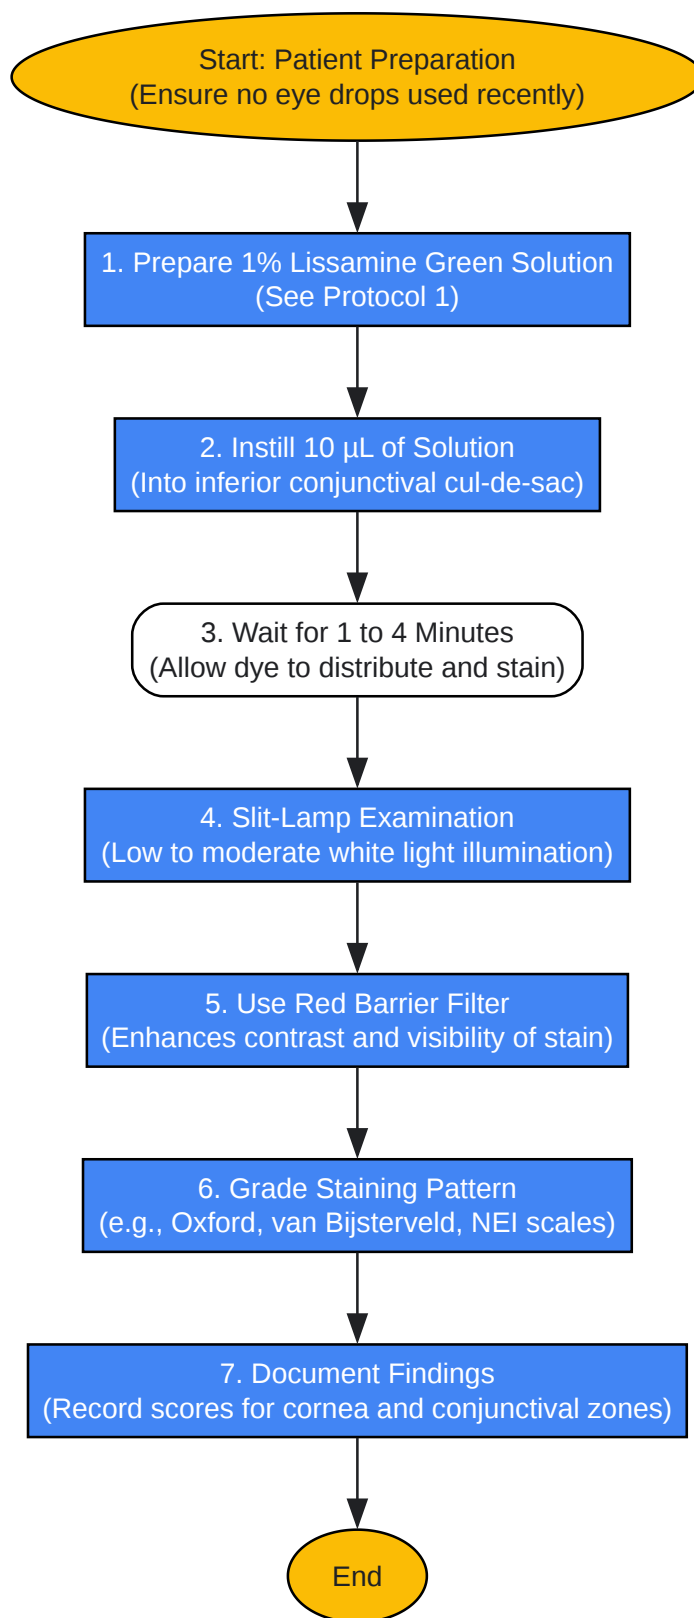 Start: Patient Preparation
(Ensure no eye drops used recently)
1. Prepare 1% Lissamine Green Solution
(See Protocol 1)
2. Instill 10 µL of Solution
(Into inferior conjunctival cul-de-sac)
3. Wait for 1 to 4 Minutes
(Allow dye to distribute and stain)
4. Slit-Lamp Examination
(Low to moderate white light illumination)
5. Use Red Barrier Filter
(Enhances contrast and visibility of stain)
6. Grade Staining Pattern
(e.g., Oxford, van Bijsterveld, NEI scales)
7. Document Findings
(Record scores for cornea and conjunctival zones)
End